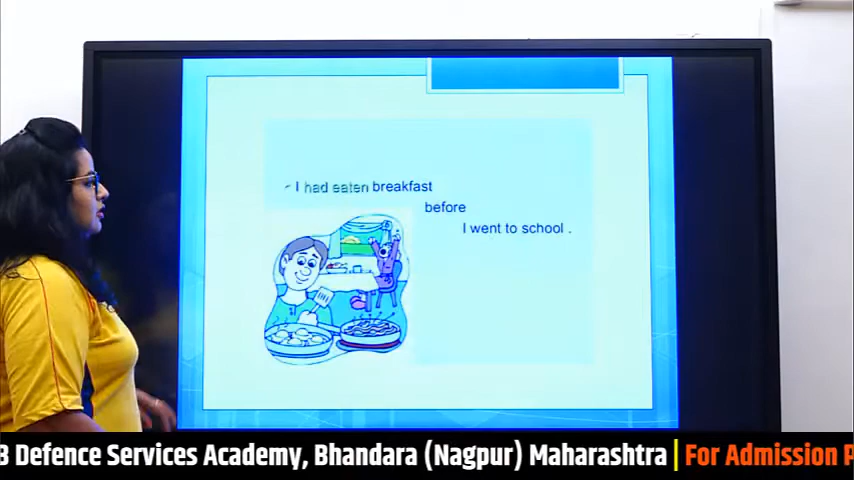 I had eaten breakfast
before
I went to school .
B Defence Services Academy, Bhandara (Nagpur) Maharashtra | For Admission P